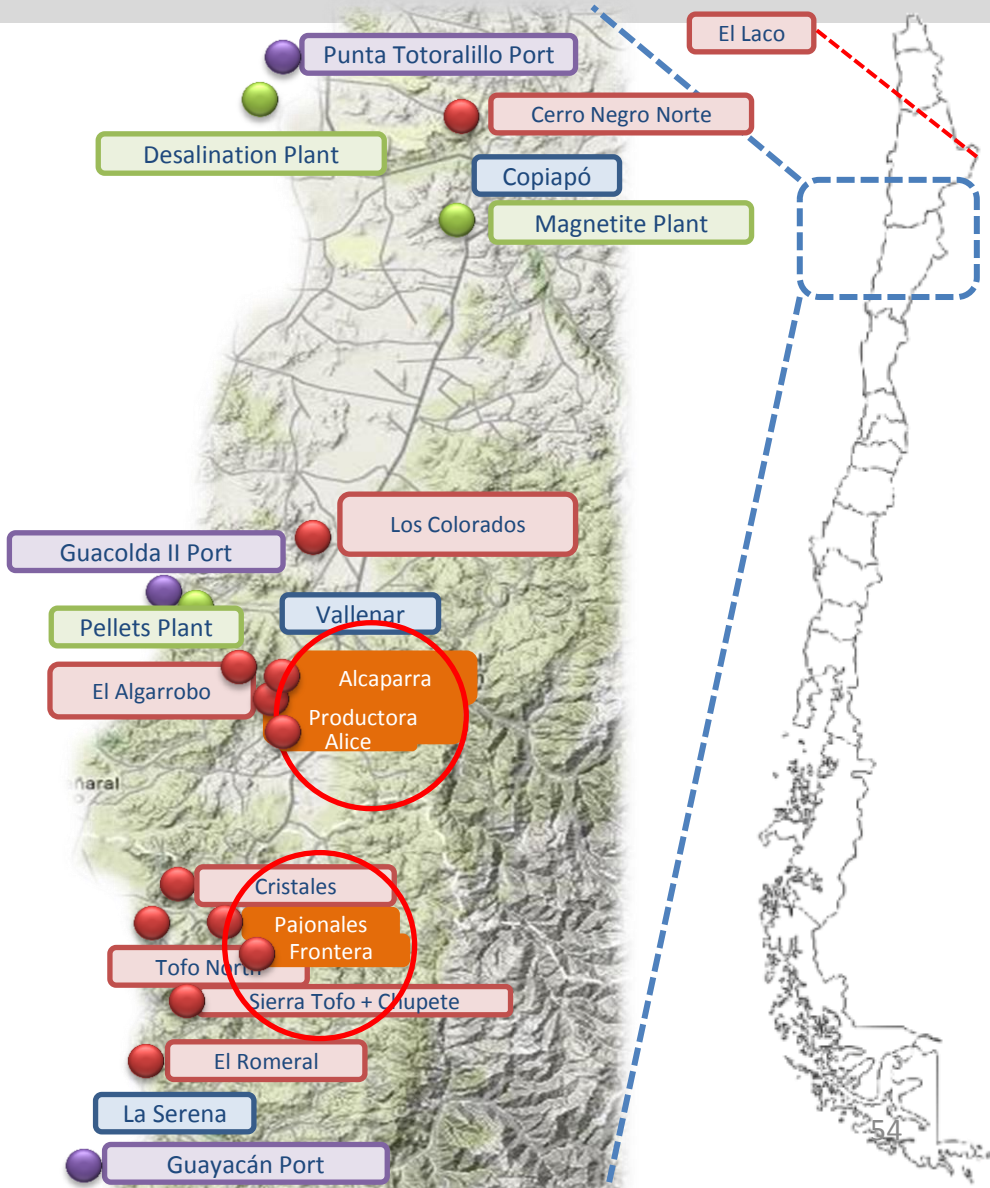 El Laco
Punta Totoralillo Port
Cerro Negro Norte
Desalination Plant
Copiapó
Magnetite Plant
Los Colorados
Guacolda II Port
Vallenar
Pellets Plant
Alcaparra
El Algarrobo
Productora
Alice
ñaral
Cristales
Pajonales
Frontera
Tofo North
Sierra Tofo + Chupete
El Romeral
La Serena
54
Guayacán Port